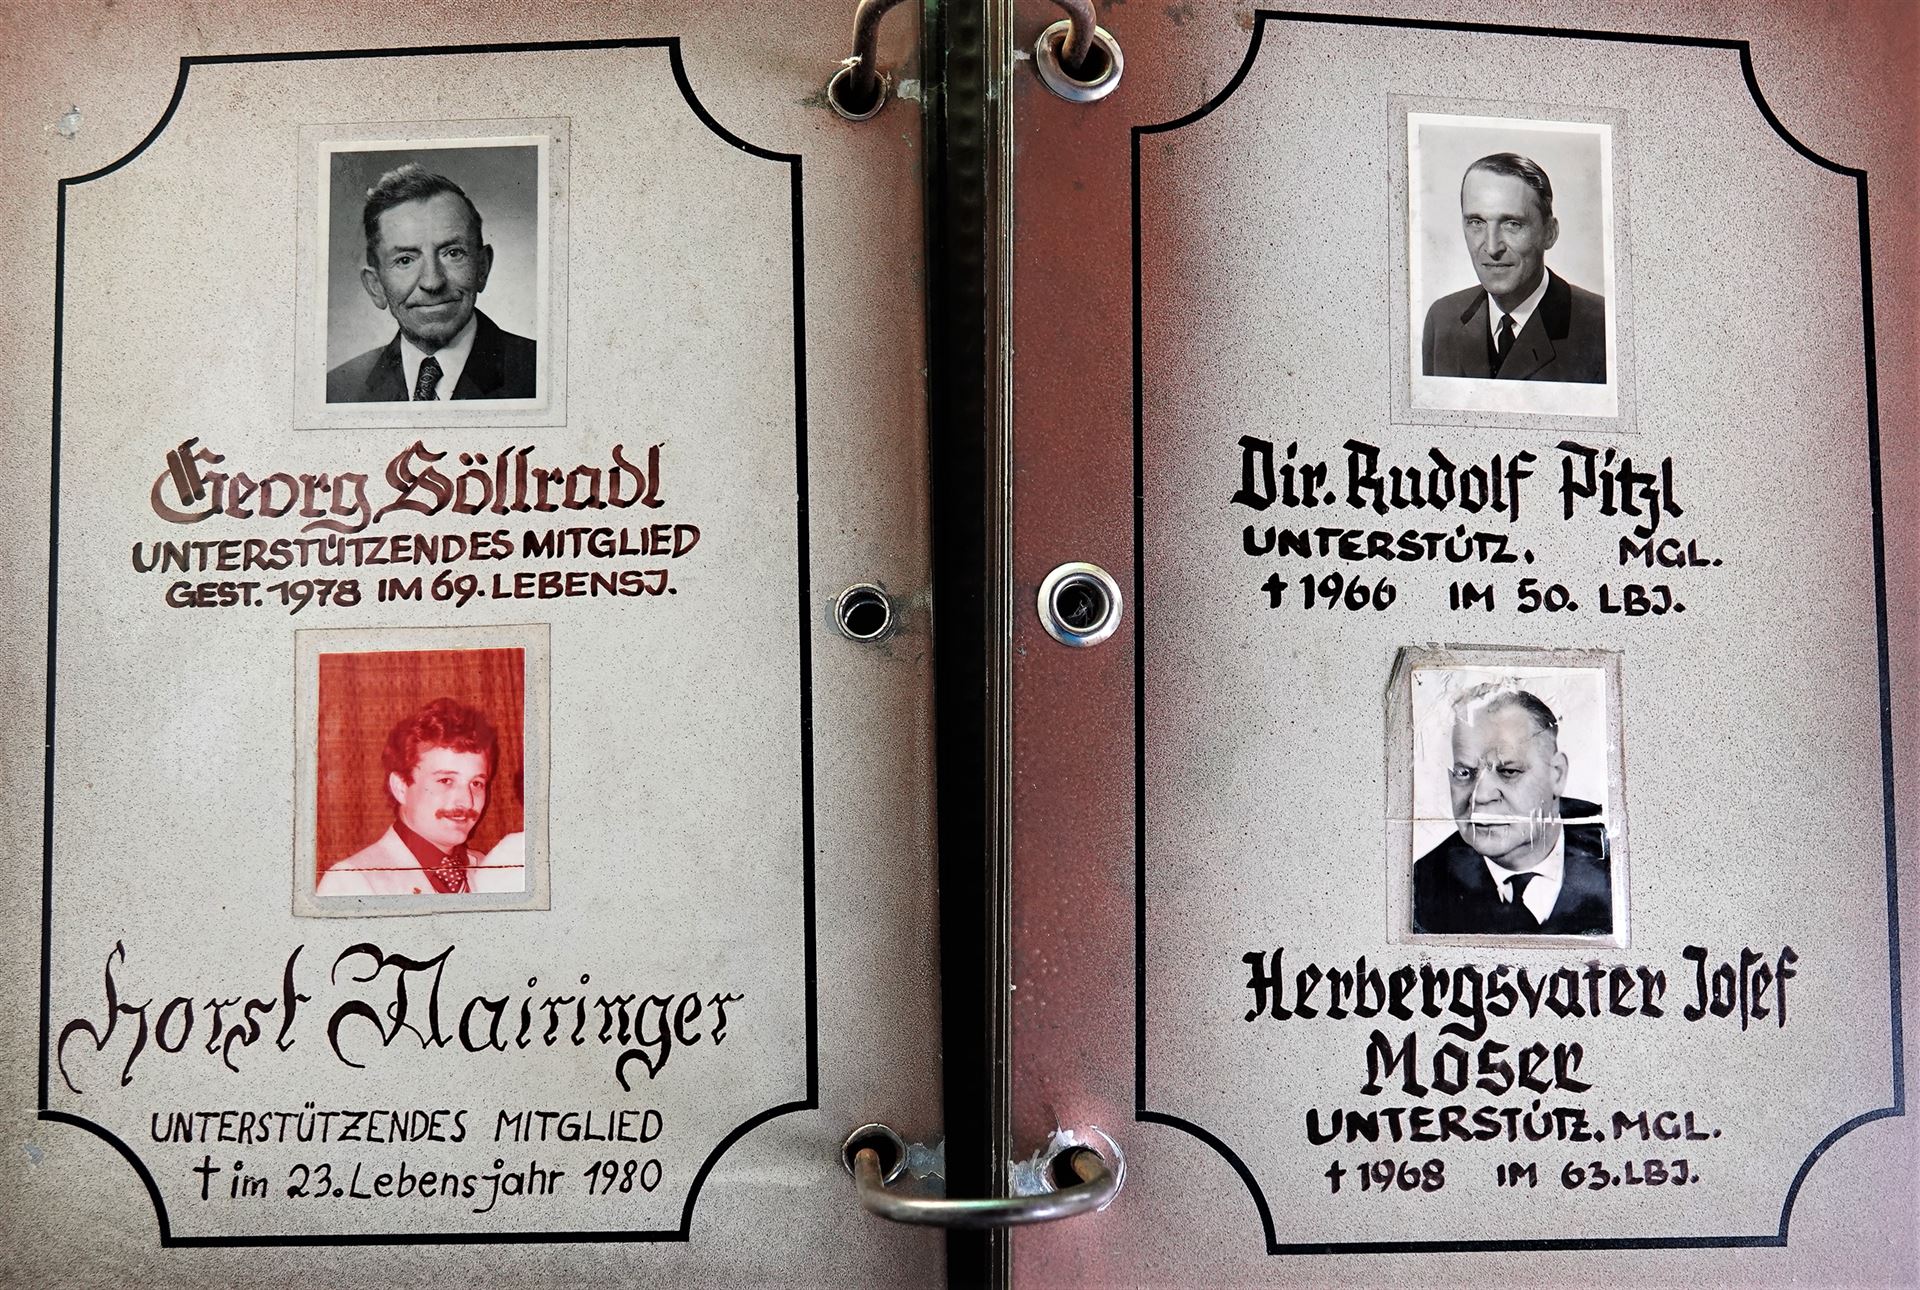 Georg Söllradl
UNTERSTÜTZENDES MITGLIED
GEST. 1978 IM 69. LEBENSJ.
Horst Mairinger
UNTERSTÜTZENDES MITGLIED
† im 23. Lebensjahr 1980
Dir. Rudolf Pitzl
UNTERSTÜTZ. MGL.
† 1966 IM 50. LBJ.
Herbergsvater Josef
Moser
UNTERSTÜTZ. MGL.
† 1968 IM 63. LBJ.